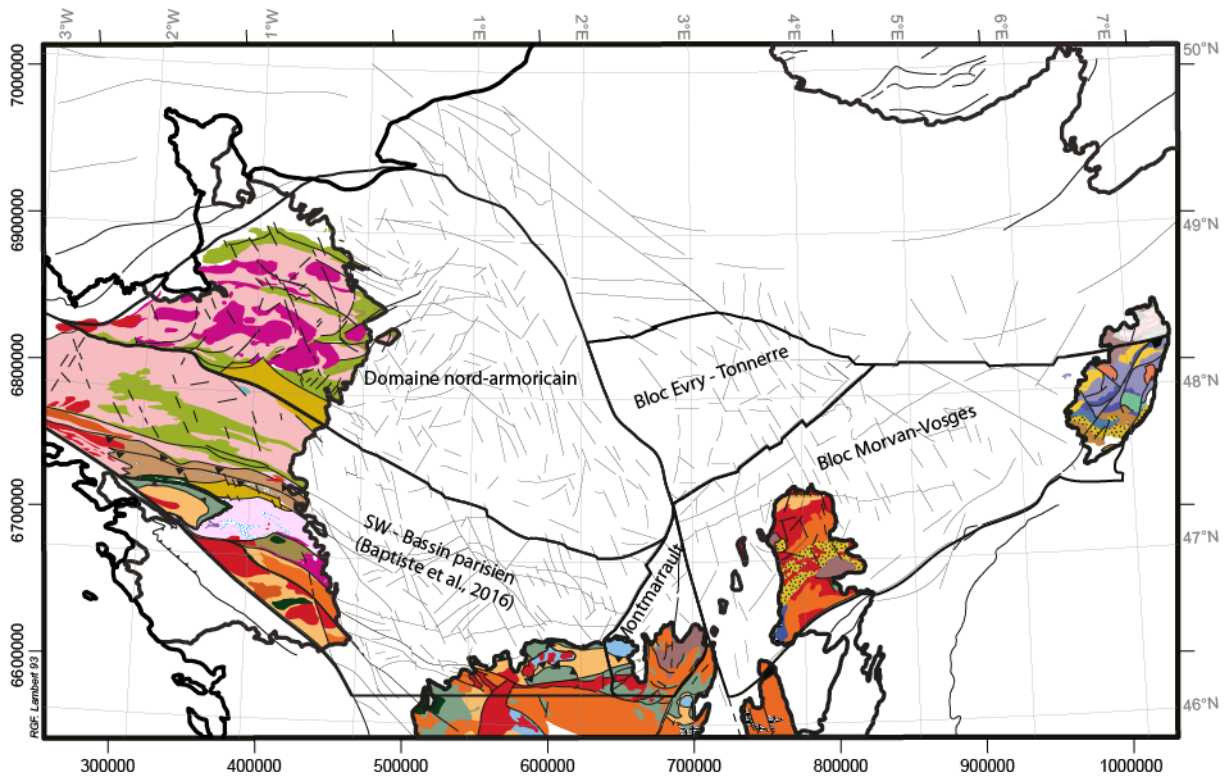 3°W
2°W
1°W
1°E
2°E
3°E
4°E
5°E
6°E
7°E
7000000
50°N
6900000
49°N
6800000
48°N
Domaine nord-armoricain
Bloc Evry - Tonnerre
Bloc Morvan-Vosges
6700000
47°N
SW - Bassin parisien
(Baptiste et al., 2016)
Montmarrault
6600000
46°N
RGF, Lambert 93
300000
400000
500000
600000
700000
800000
900000
1000000